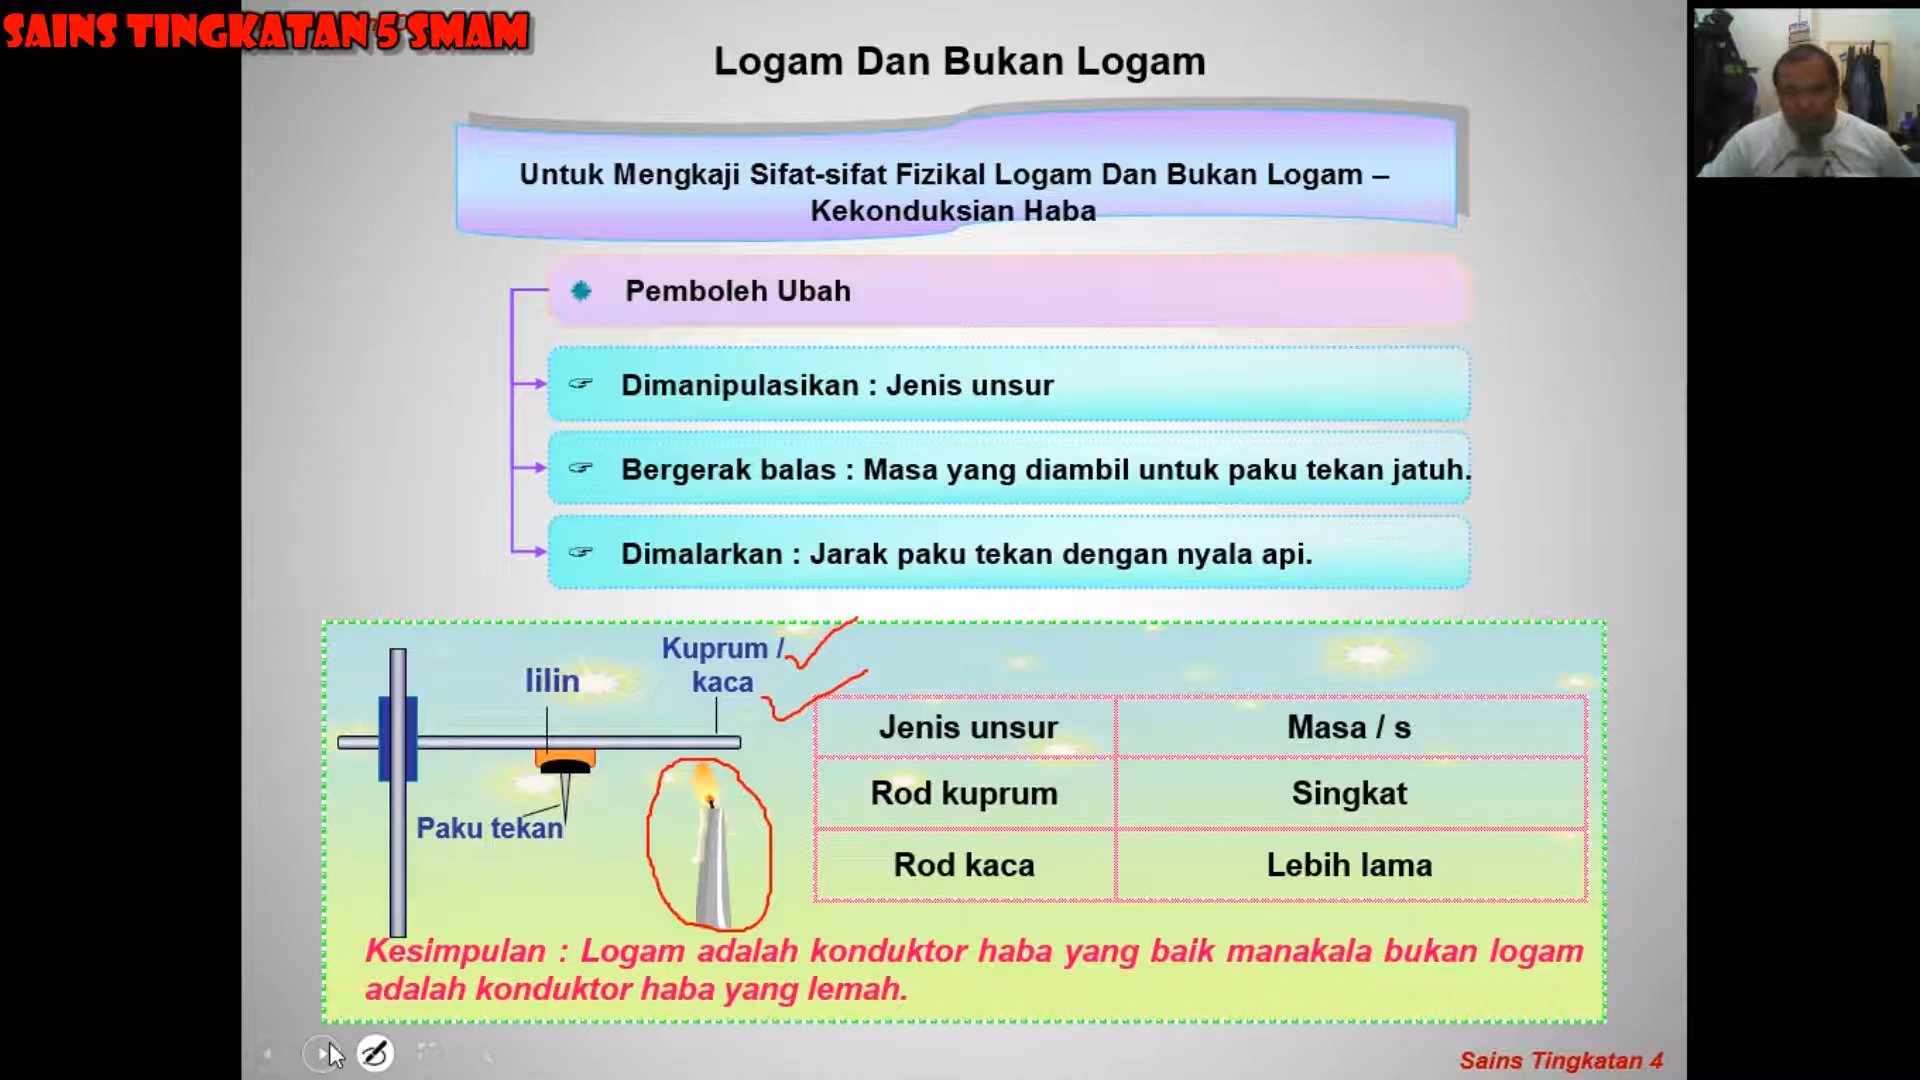 SAINS TINGKATAN 5 SMAM
Logam Dan Bukan Logam
Untuk Mengkaji Sifat-sifat Fizikal Logam Dan Bukan Logam –
Kekonduksian Haba
Pemboleh Ubah
Dimanipulasikan : Jenis unsur
Bergerak balas : Masa yang diambil untuk paku tekan jatuh.
Dimalarkan : Jarak paku tekan dengan nyala api.
Kuprum /
kaca
lilin
Paku tekan
Jenis unsur Masa / s
Rod kuprum Singkat
Rod kaca Lebih lama
Kesimpulan : Logam adalah konduktor haba yang baik manakala bukan logam
adalah konduktor haba yang lemah.
Sains Tingkatan 4